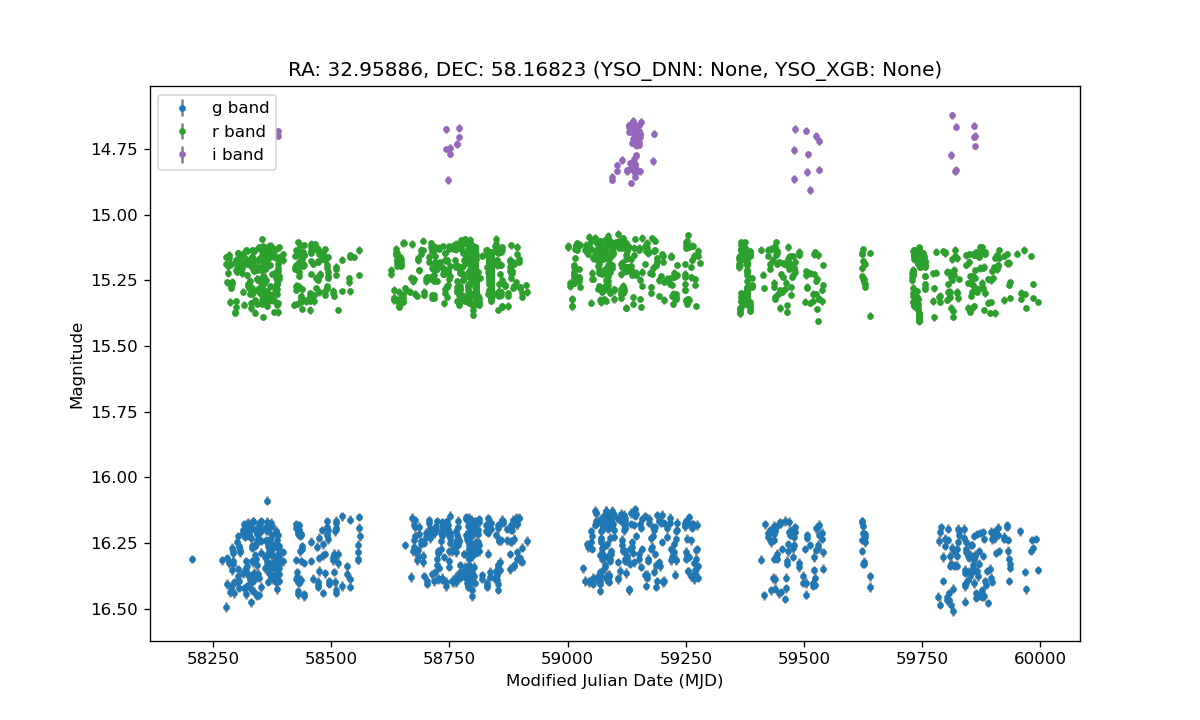 RA: 32.95886, DEC: 58.16823 (YSO_DNN: None, YSO_XGB: None)
g band
r band
i band
14.75
15.00
15.25
15.50
15.75
16.00
16.25
16.50
Magnitude
58250 58500 58750 59000 59250 59500 59750 60000
Modified Julian Date (MJD)